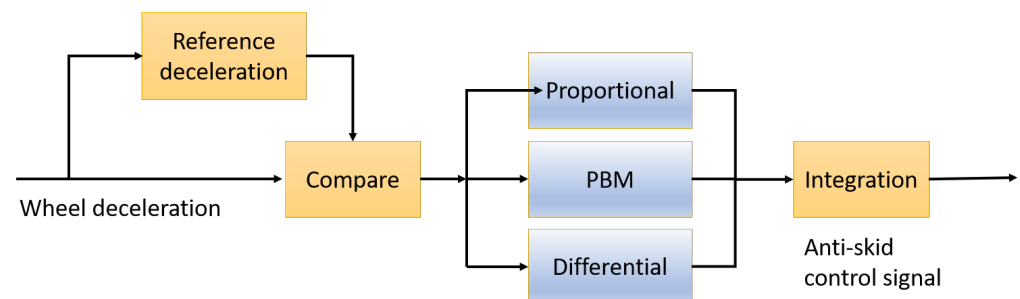 Reference
deceleration
Proportional
Compare
PBM
Integration
Wheel deceleration
Differential
Anti-skid
control signal